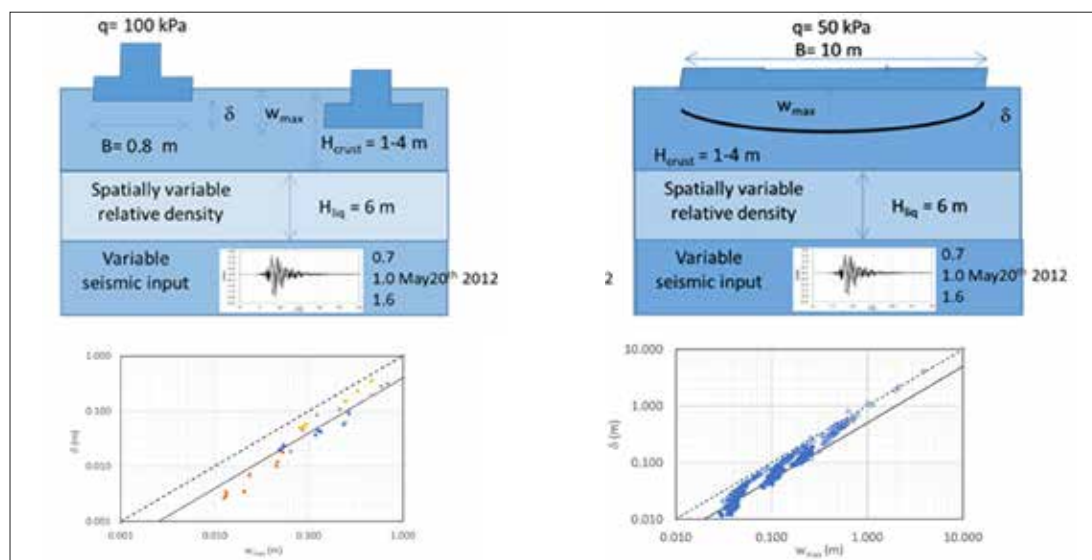 q= 100 kPa
δ
w_max
B= 0.8 m
H_crust = 1-4 m
Spatially variable
relative density
H_liq = 6 m
Variable
seismic input
0.7
1.0 May20th 2012
1.6
1.000
0.100
0.010
0.001
δ (m)
0.001
0.010
0.100
1.000
w_max (m)
q= 50 kPa
B= 10 m
w_max
δ
H_crust = 1-4 m
Spatially variable
relative density
H_liq = 6 m
2
Variable
seismic input
0.7
1.0 May20th 2012
1.6
10.000
1.000
0.100
0.010
δ (m)
0.010
0.100
1.000
10.000
w_max (m)